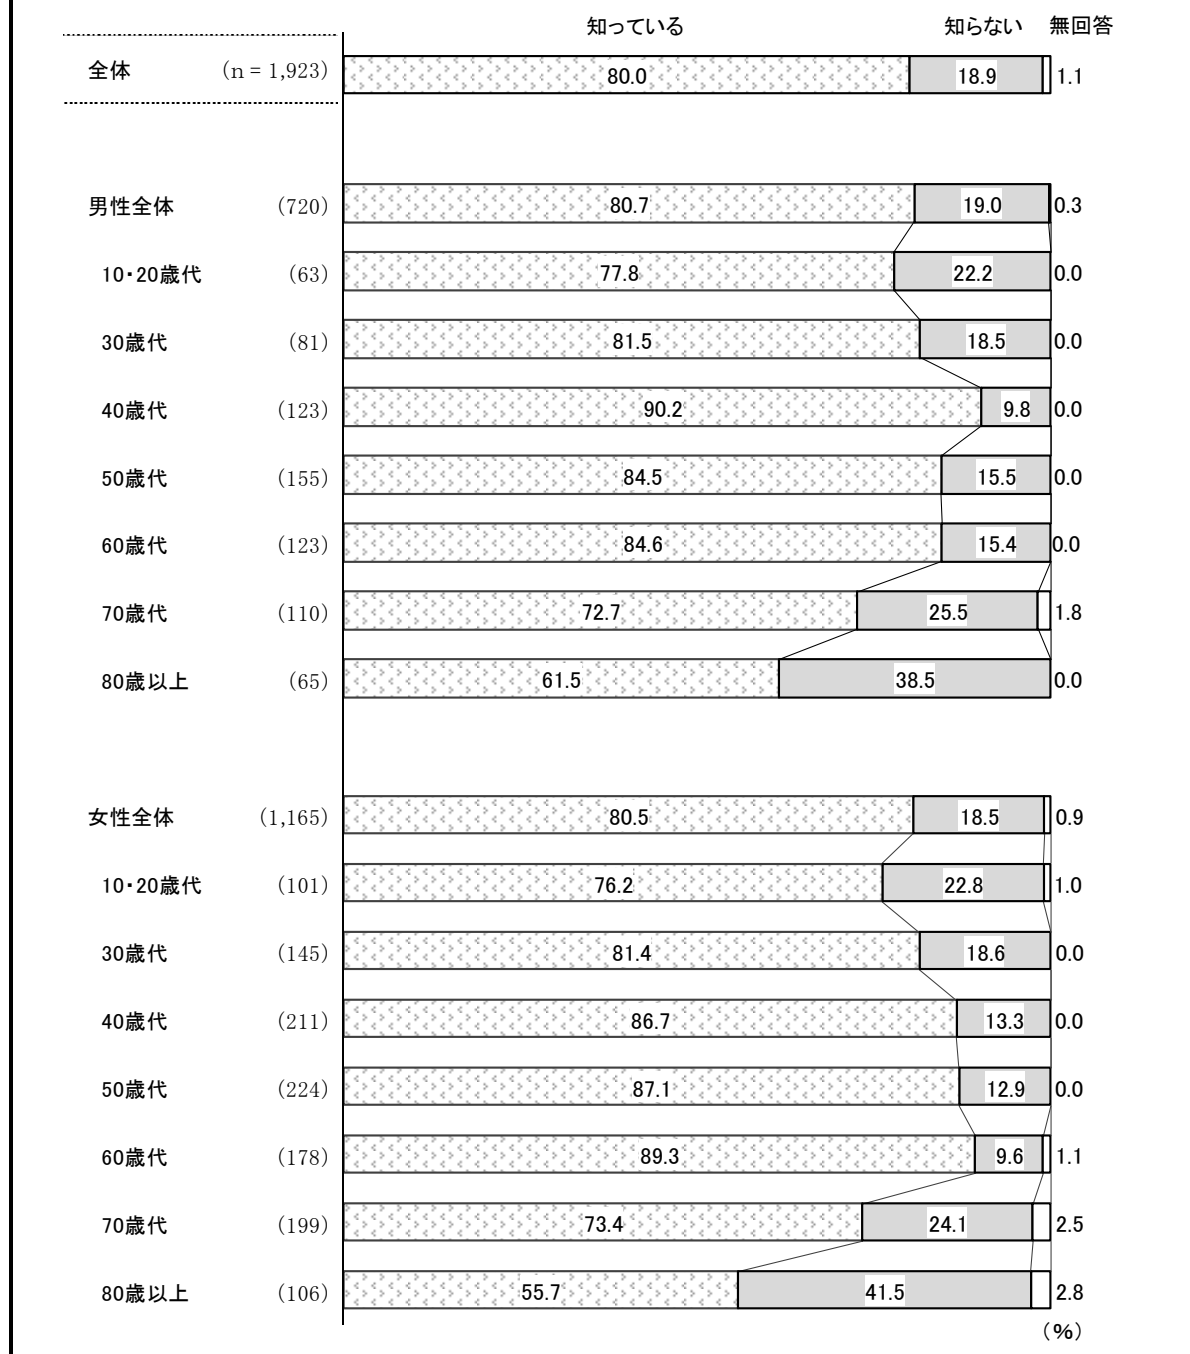 知っている 知らない 無回答
全体 (n = 1,923) 80.0 18.9 1.1
男性全体 (720) 80.7 19.0 0.3
10・20歳代 (63) 77.8 22.2 0.0
30歳代 (81) 81.5 18.5 0.0
40歳代 (123) 90.2 9.8 0.0
50歳代 (155) 84.5 15.5 0.0
60歳代 (123) 84.6 15.4 0.0
70歳代 (110) 72.7 25.5 1.8
80歳以上 (65) 61.5 38.5 0.0
女性全体 (1,165) 80.5 18.5 0.9
10・20歳代 (101) 76.2 22.8 1.0
30歳代 (145) 81.4 18.6 0.0
40歳代 (211) 86.7 13.3 0.0
50歳代 (224) 87.1 12.9 0.0
60歳代 (178) 89.3 9.6 1.1
70歳代 (199) 73.4 24.1 2.5
80歳以上 (106) 55.7 41.5 2.8
(%)